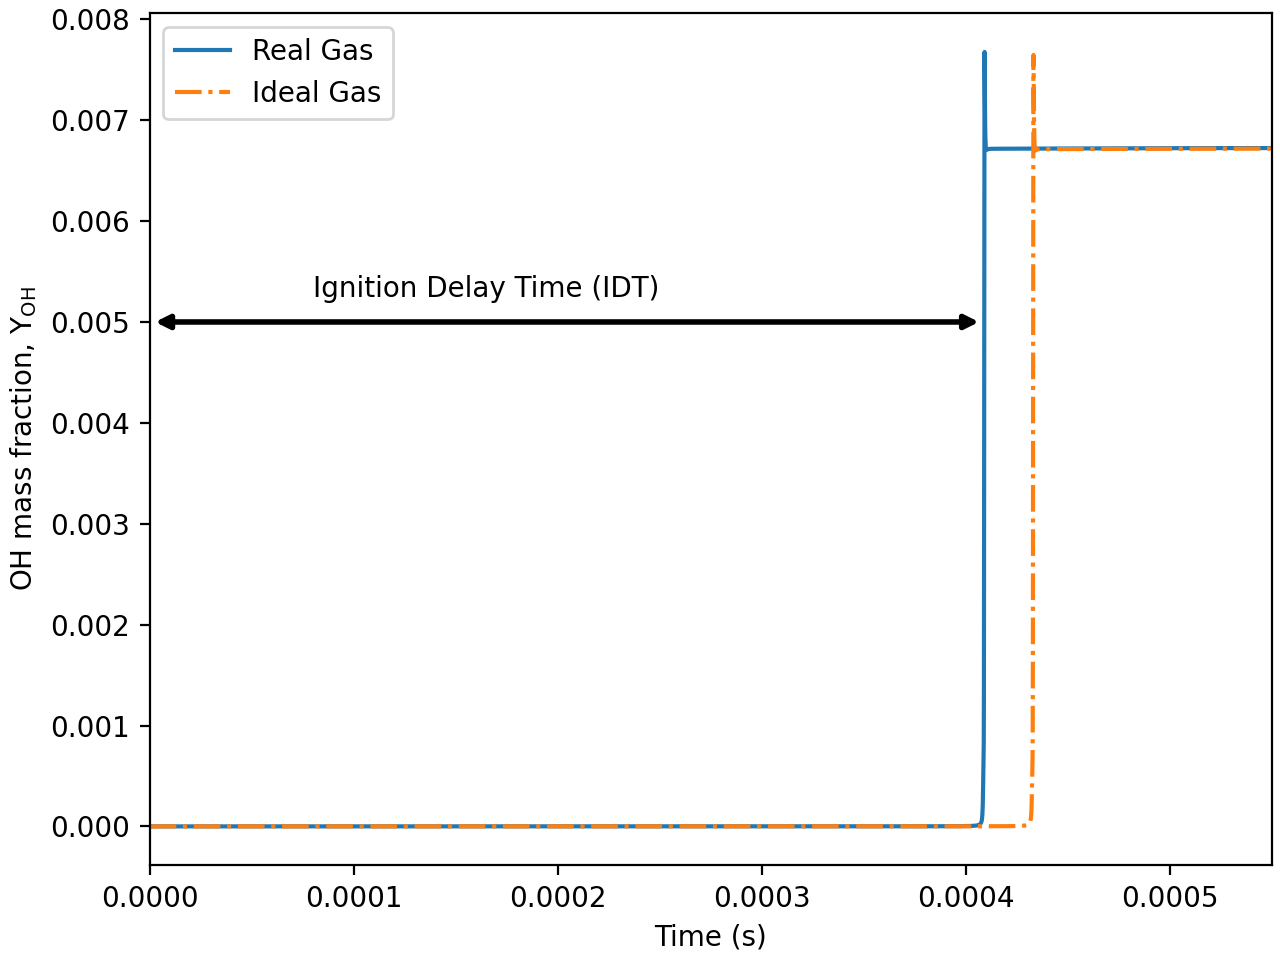 Real Gas
Ideal Gas
Ignition Delay Time (IDT)
OH mass fraction, Y_OH
0.008
0.007
0.006
0.005
0.004
0.003
0.002
0.001
0.000
0.0000 0.0001 0.0002 0.0003 0.0004 0.0005
Time (s)